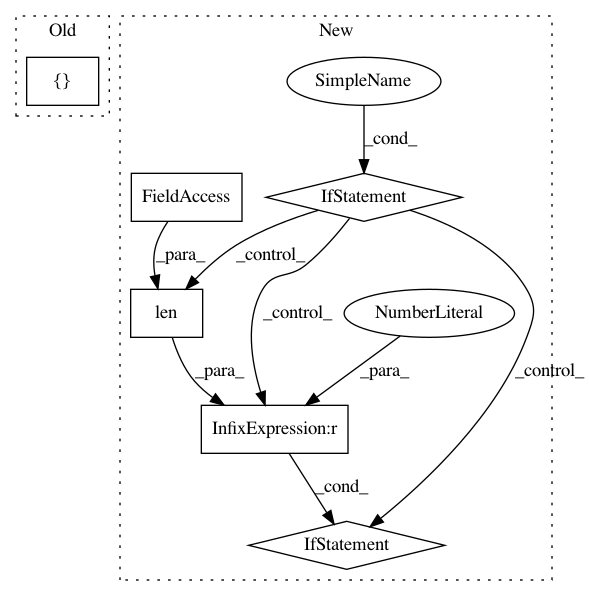 Old
New
{}
SimpleName
_cond_
FieldAccess
IfStatement
_para_
_control_
len
_control_
NumberLiteral
_para_
_para_
_control_
InfixExpression:r
_cond_
IfStatement